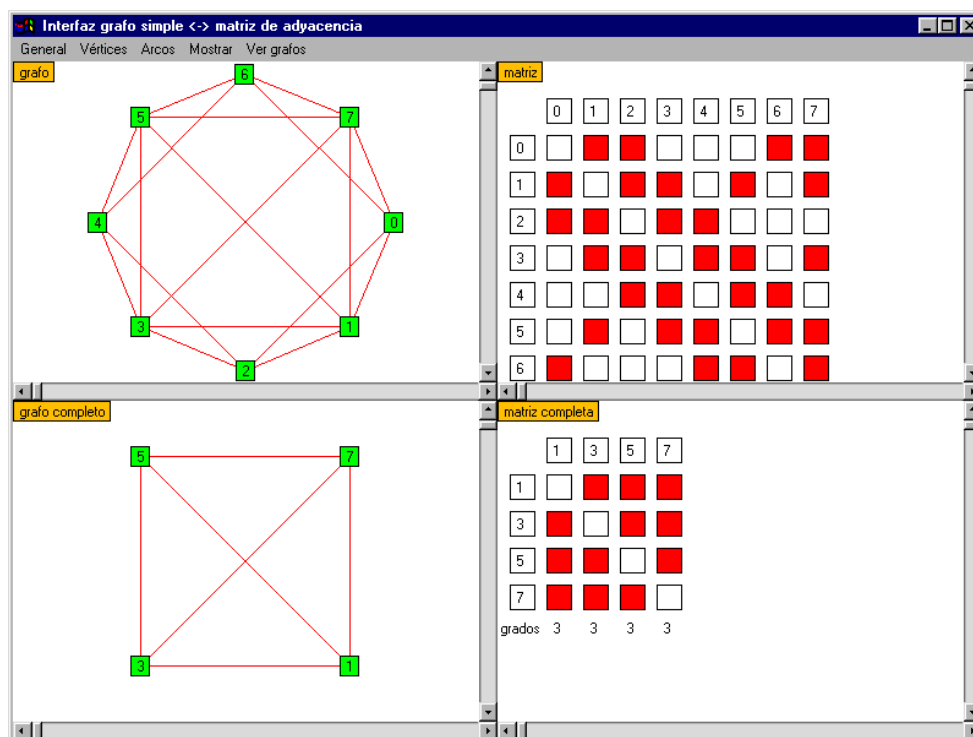 Interfaz grafo simple <-> matriz de adyacencia
General Vértices Arcos Mostrar Ver grafos
grafo
6
5 7
4 0
3 1
2
matriz
0 1 2 3 4 5 6 7
0
1
2
3
4
5
6
grafo completo
5 7
3 1
matriz completa
1 3 5 7
1
3
5
7
grados 3 3 3 3